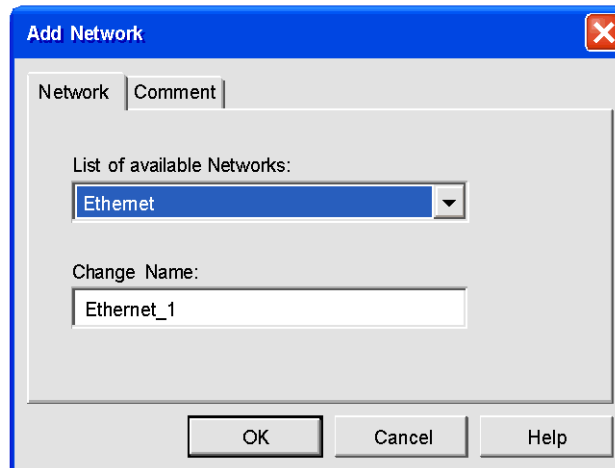 Add Network
Network Comment
List of available Networks:
Ethernet
Change Name:
Ethernet_1
OK Cancel Help